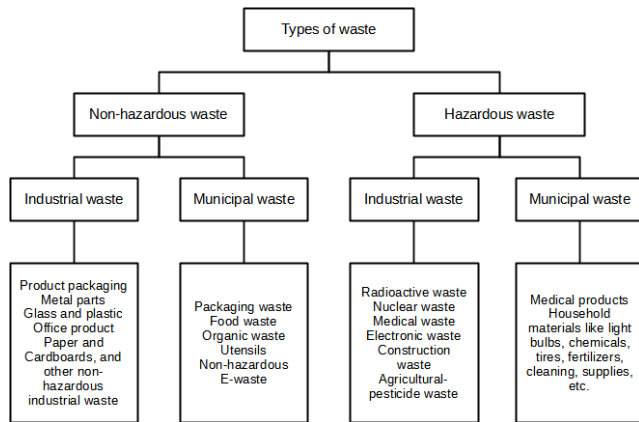 Types of waste
Non-hazardous waste
Hazardous waste
Industrial waste
Municipal waste
Industrial waste
Municipal waste
Product packaging
Metal parts
Glass and plastic
Office product
Paper and
Cardboards, and
other non-
hazardous
industrial waste
Packaging waste
Food waste
Organic waste
Utensils
Non-hazardous
E-waste
Radioactive waste
Nuclear waste
Medical waste
Electronic waste
Construction
waste
Agricultural-
pesticide waste
Medical products
Household
materials like light
bulbs, chemicals,
tires, fertilizers,
cleaning, supplies,
etc.